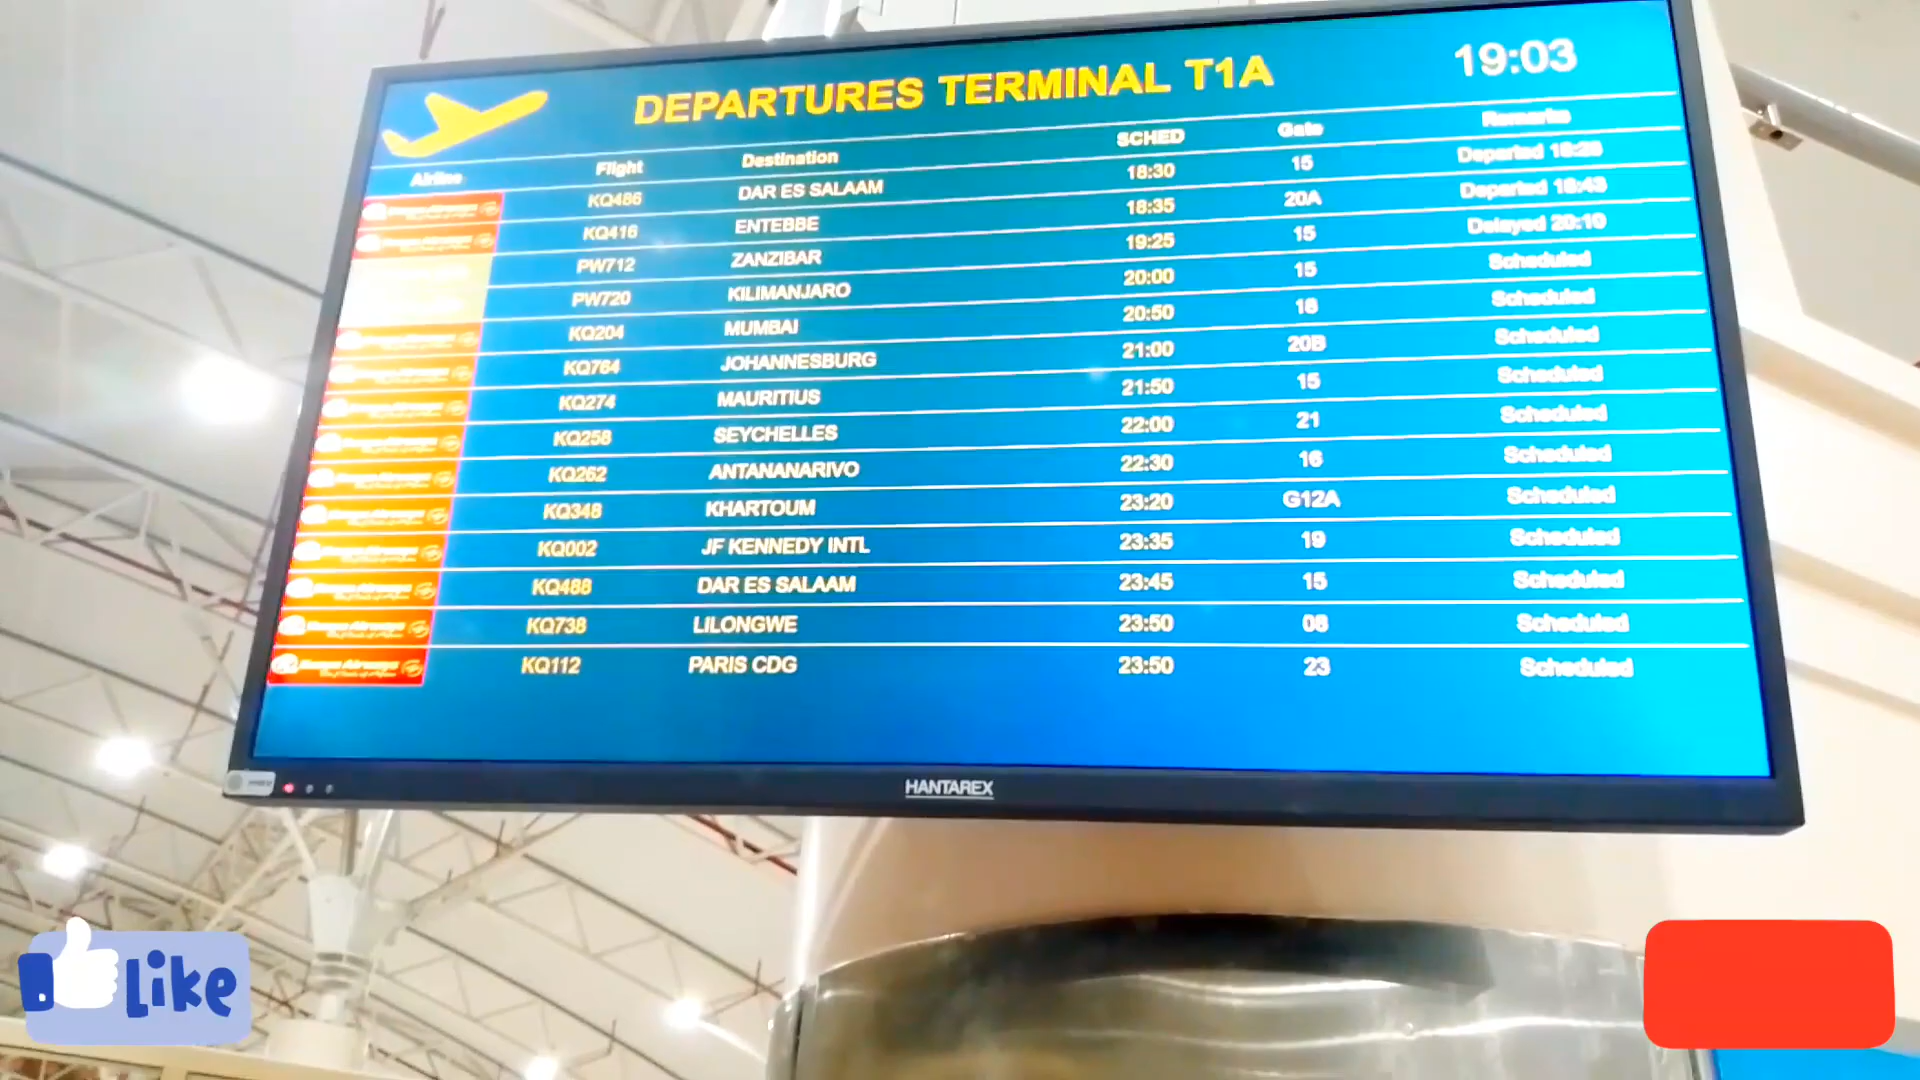 DEPARTURES TERMINAL T1A 19:03
Airline Flight Destination SCHED Gate Remarks
KQ486 DAR ES SALAAM 18:30 15 Departed
KQ416 ENTEBBE 18:35 20A Departed 18:43
PW712 ZANZIBAR 19:25 15 Delayed 20:10
PW720 KILIMANJARO 20:00 15 Scheduled
KQ204 MUMBAI 20:50 Scheduled
KQ764 JOHANNESBURG 21:00 20B Scheduled
KQ274 MAURITIUS 21:50 15 Scheduled
KQ258 SEYCHELLES 22:00 21 Scheduled
KQ262 ANTANANARIVO 22:30 16 Scheduled
KQ348 KHARTOUM 23:20 G12A Scheduled
KQ002 JF KENNEDY INTL 23:35 19 Scheduled
KQ488 DAR ES SALAAM 23:45 15 Scheduled
KQ738 LILONGWE 23:50 Scheduled
Kenya Airways KQ112 PARIS CDG 23:50 23 Scheduled
HANTAREX
Like